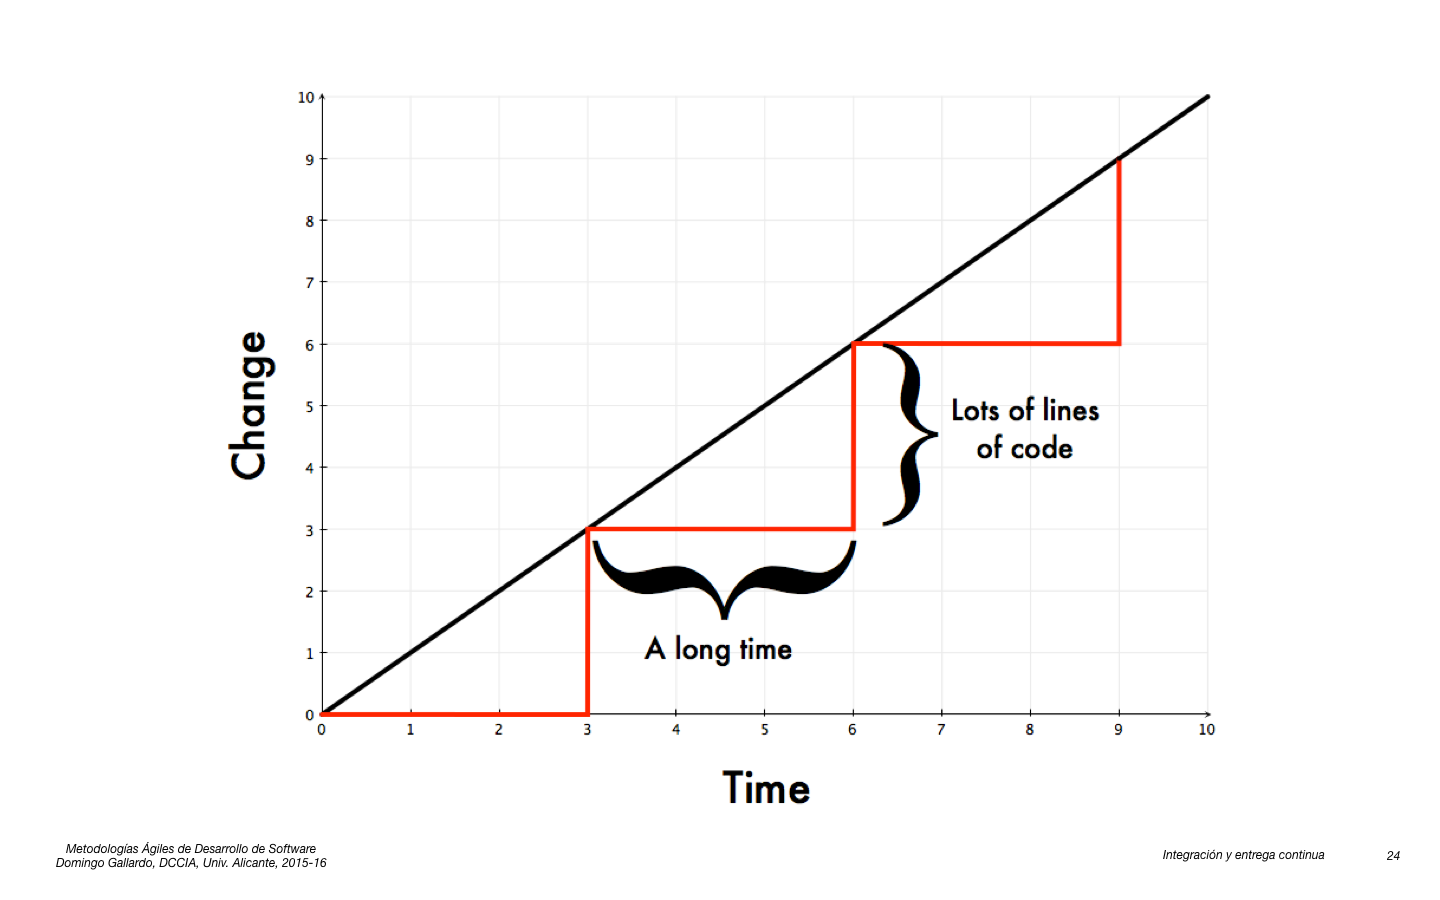 10
9
8
7
6
5
4
3
2
1
0
Change
Lots of lines
of code
A long time
0 1 2 3 4 5 6 7 8 9 10
Time
Metodologías Ágiles de Desarrollo de Software
Domingo Gallardo, DCCIA, Univ. Alicante, 2015-16
Integración y entrega continua
24